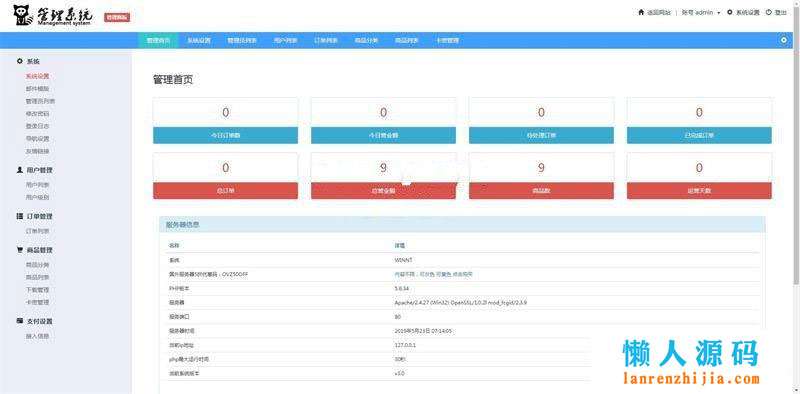 管理系统
Management system
管理面板
返回网站 | 账号 admin 系统设置 登出
管理首页 系统设置 管理员列表 用户列表 订单列表 商品分类 商品列表 卡密管理
系统
系统设置
邮件模版
管理员列表
修改密码
登录日志
导航设置
友情链接
用户管理
用户列表
用户级别
订单管理
订单列表
商品管理
商品分类
商品列表
下载管理
卡密管理
支付设置
接入信息
管理首页
0 0 0 0
今日订单数 今日营业额 待处理订单 已完成订单
0 9 9 0
总订单 总营业额 商品数 运营天数
服务器信息
名称 详情
系统 WINNT
国外服务器5折优惠码：OVZ50OFF 内容不限，可灰色 可黄色 点击购买
PHP版本 5.6.34
服务器 Apache/2.4.27 (Win32) OpenSSL/1.0.2l mod_fcgid/2.3.9
服务端口 80
服务器时间 2019年5月23日 07:14:05
当前ip地址 127.0.0.1
php最大运行时间 30秒
当前系统版本 v3.0
懒人源码
lanrenzhijia.com